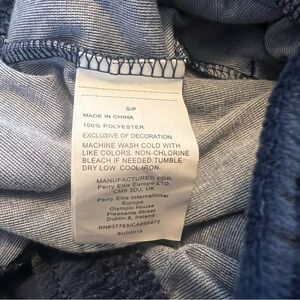 S/P
MADE IN CHINA
100% POLYESTER
EXCLUSIVE OF DECORATION
MACHINE WASH COLD WITH
LIKE COLORS. NON-CHLORINE
BLEACH IF NEEDED.TUMBLE
DRY LOW. COOL IRON.
MANUFACTURED FOR:
Perry Ellis Europe LTD.
CM8 3DJ, UK
Perry Ellis International
Europe
Olympic House
Pleasants Street
Dublin 8, Ireland